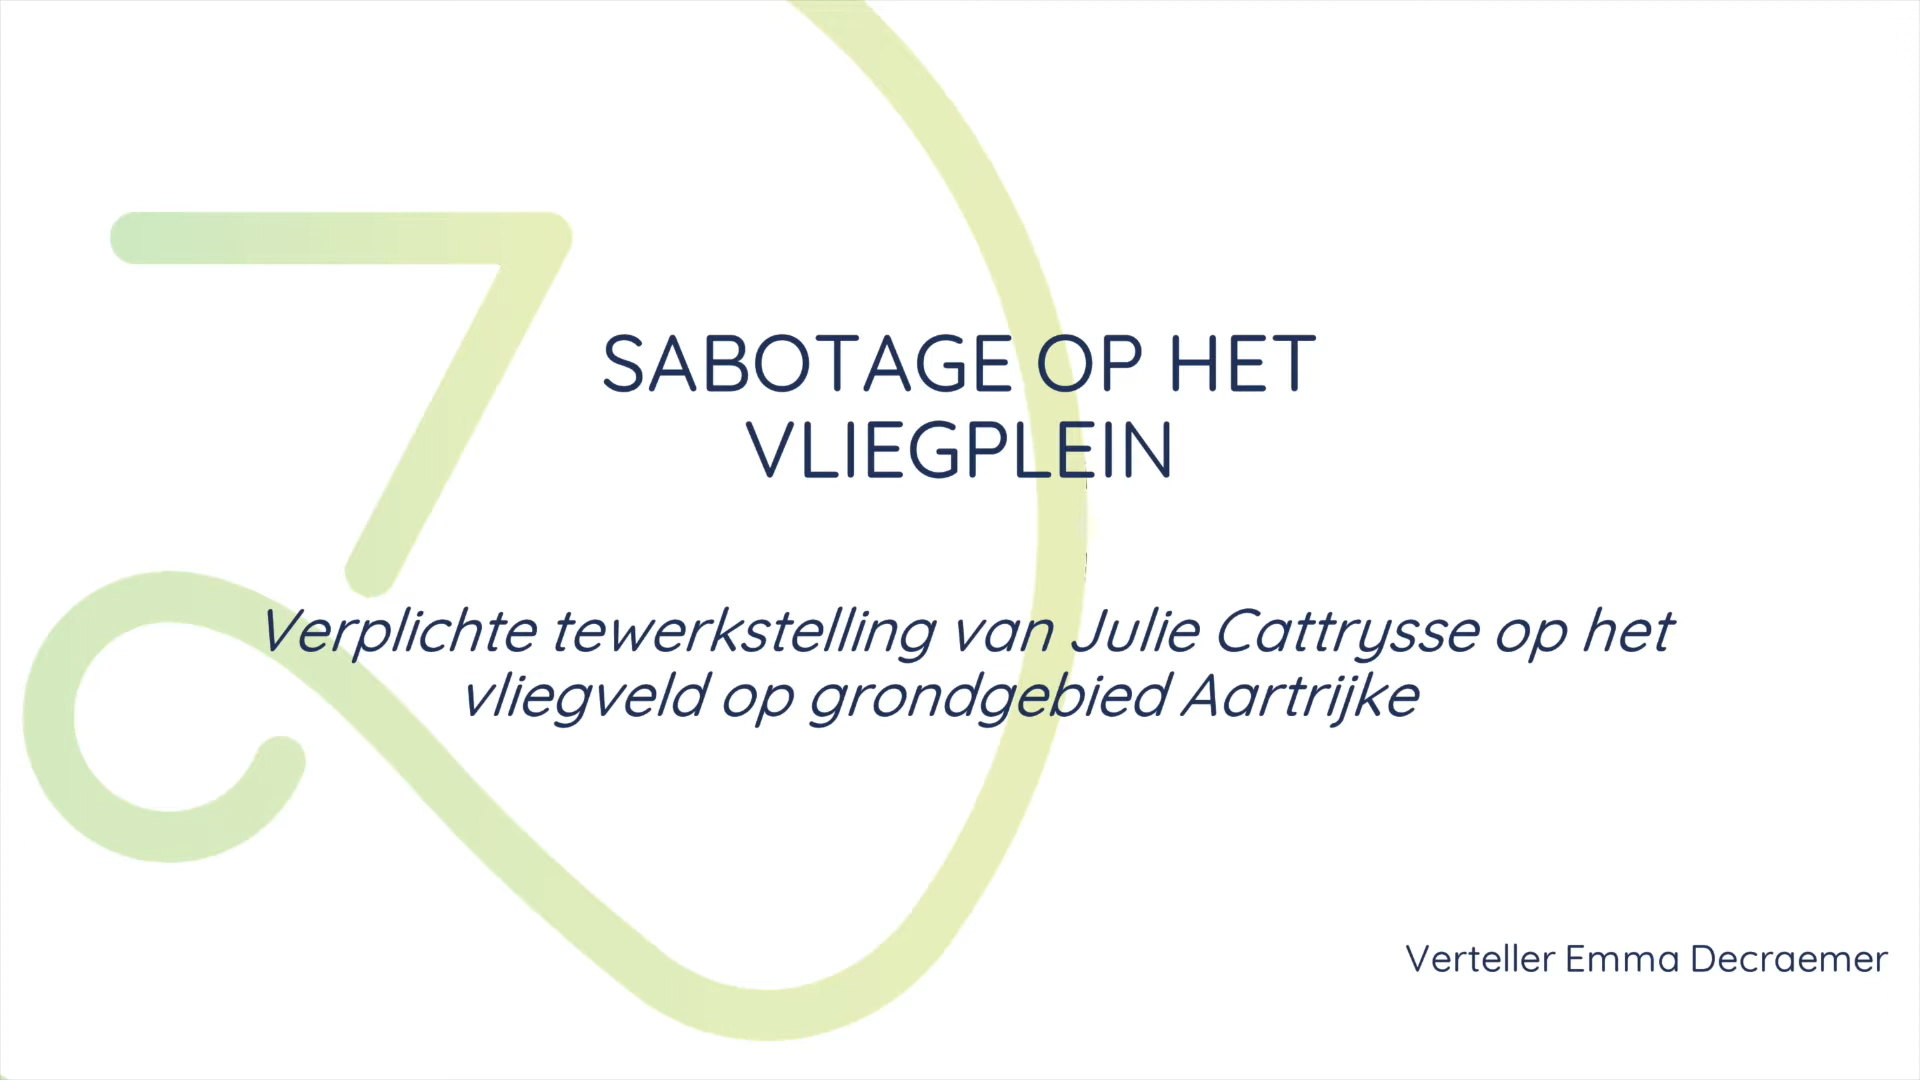 SABOTAGE OP HET
VLIEGPLEIN
Verplichte tewerkstelling van Julie Cattrysse op het
vliegveld op grondgebied Aartrijke
Verteller Emma Decraemer